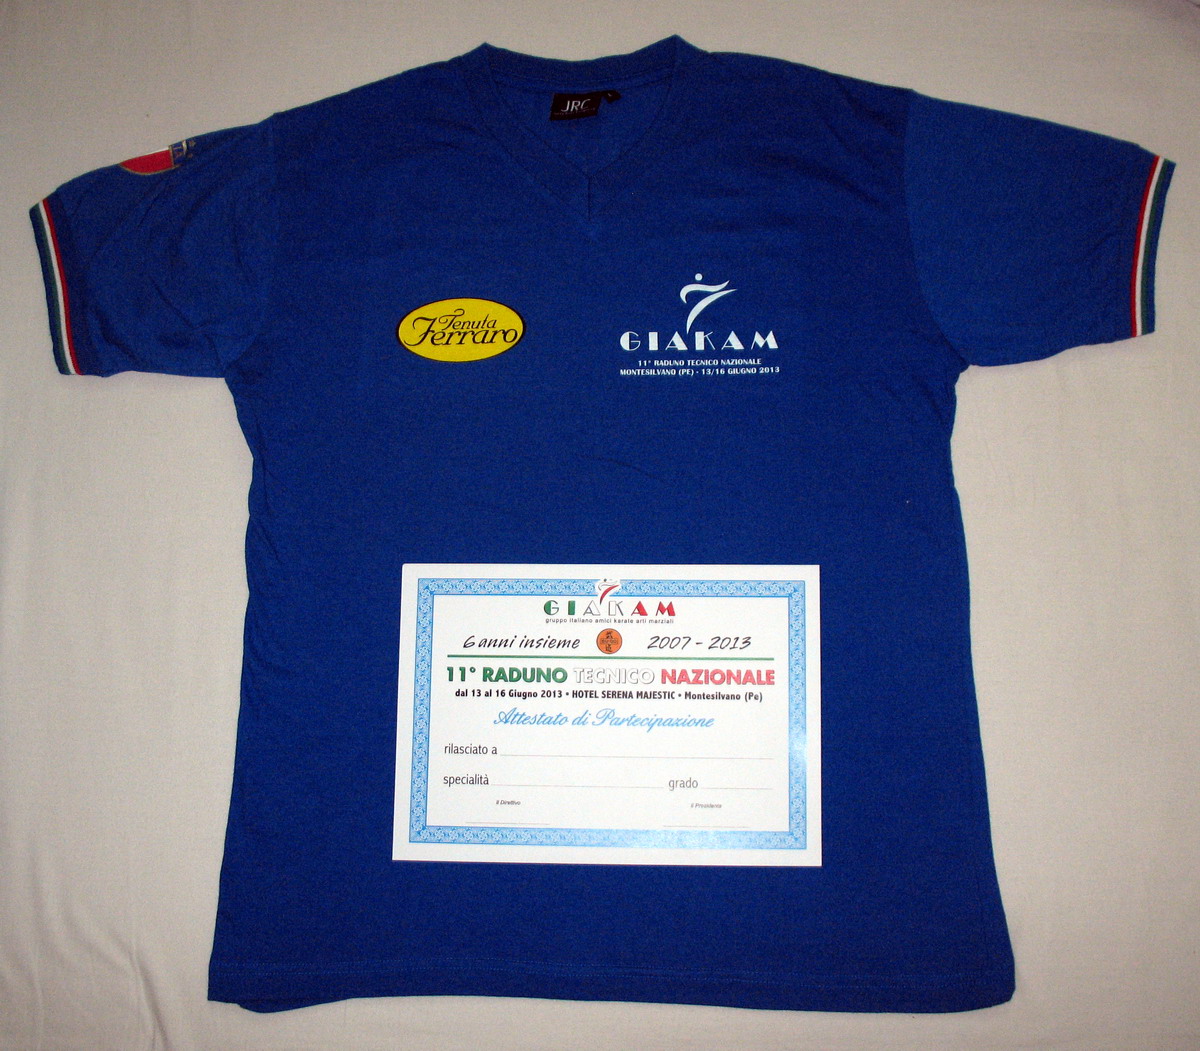 JRC
Tenuta
Ferraro
GIAKAM
11° RADUNO TECNICO NAZIONALE
MONTESILVANO (PE) · 13/16 GIUGNO 2013
GIAKAM
gruppo italiano amici karate arti marziali
6 anni insieme 2007 - 2013
11° RADUNO TECNICO NAZIONALE
dal 13 al 16 Giugno 2013 • HOTEL SERENA MAJESTIC • Montesilvano (Pe)
Attestato di Partecipazione
rilasciato a
specialità grado
Il Direttivo Il Presidente